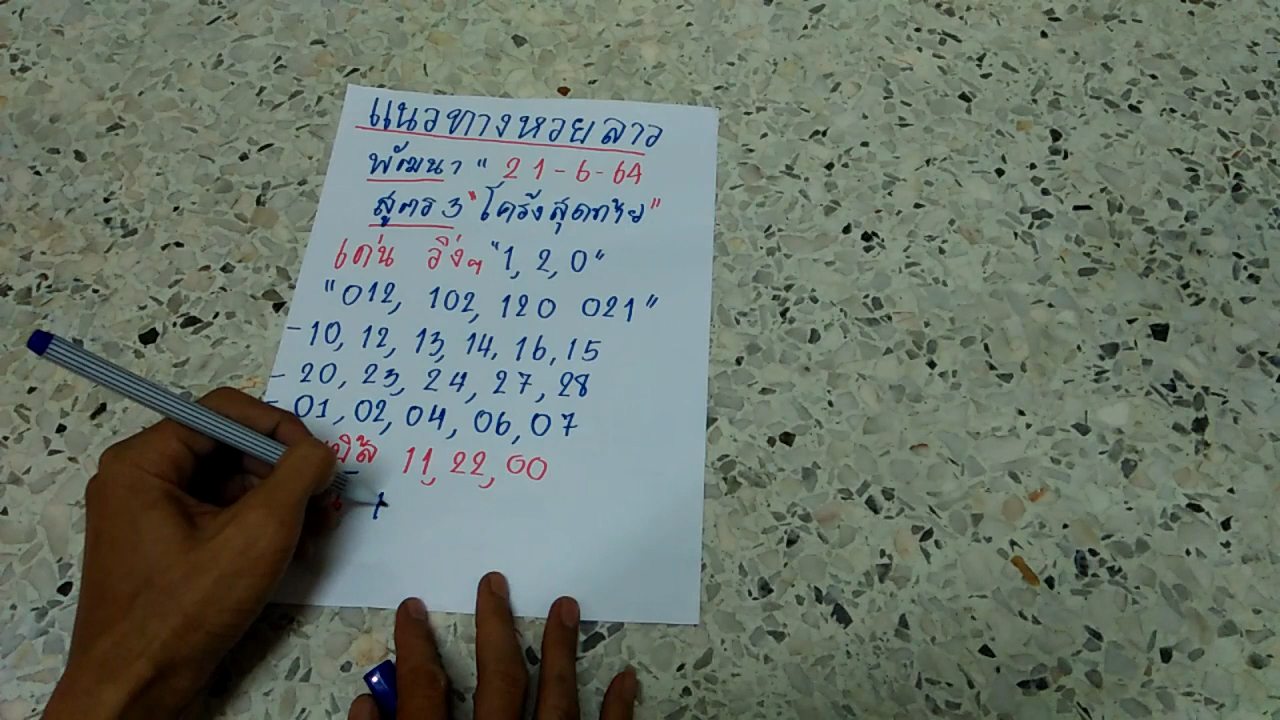 แนวทางหวยลาว
พัฒนา " 21-6-64
สูตร 3 "โค้งสุดท้าย"
เด่น วิ่งๆ "1, 2, 0"
"012, 102, 120 021"
- 10, 12, 13, 14, 16, 15
- 20, 23, 24, 27, 28
- 01, 02, 04, 06, 07
11, 22, 00